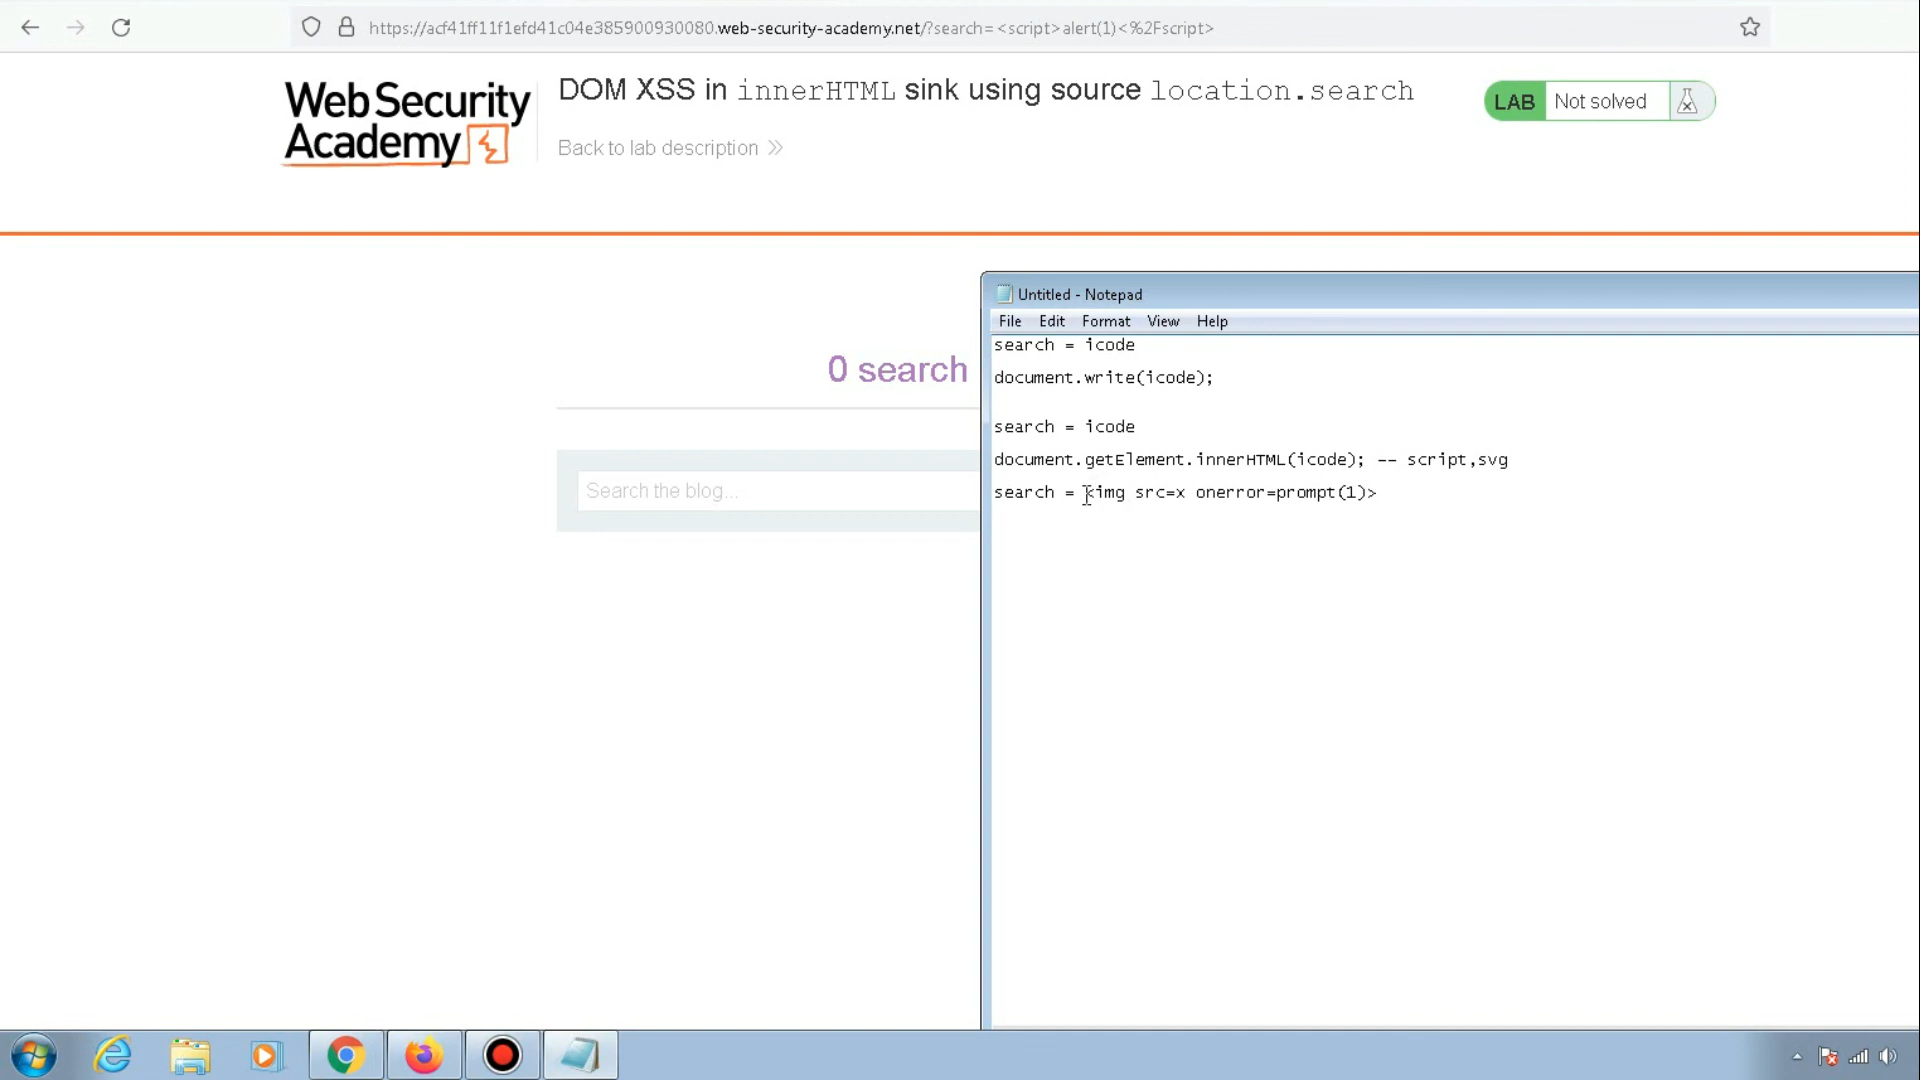 https://acf41ff11f1efd41c04e385900930080.web-security-academy.net/?search=<script>alert(1)<%2Fscript>
Web Security
Academy
DOM XSS in innerHTML sink using source location.search
Back to lab description
LAB Not solved
0 search
Search the blog...
Untitled - Notepad
File Edit Format View Help
search = icode
document.write(icode);
search = icode
document.getElement.innerHTML(icode); -- script,svg
search = <img src=x onerror=prompt(1)>